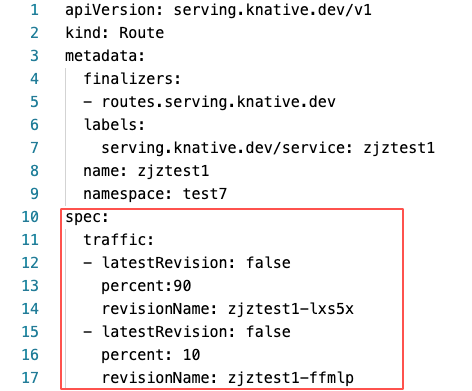 1 apiVersion: serving.knative.dev/v1
2 kind: Route
3 metadata:
4   finalizers:
5   - routes.serving.knative.dev
6   labels:
7     serving.knative.dev/service: zjztest1
8   name: zjztest1
9   namespace: test7
10 spec:
11   traffic:
12   - latestRevision: false
13     percent:90
14     revisionName: zjztest1-lxs5x
15   - latestRevision: false
16     percent: 10
17     revisionName: zjztest1-ffmlp